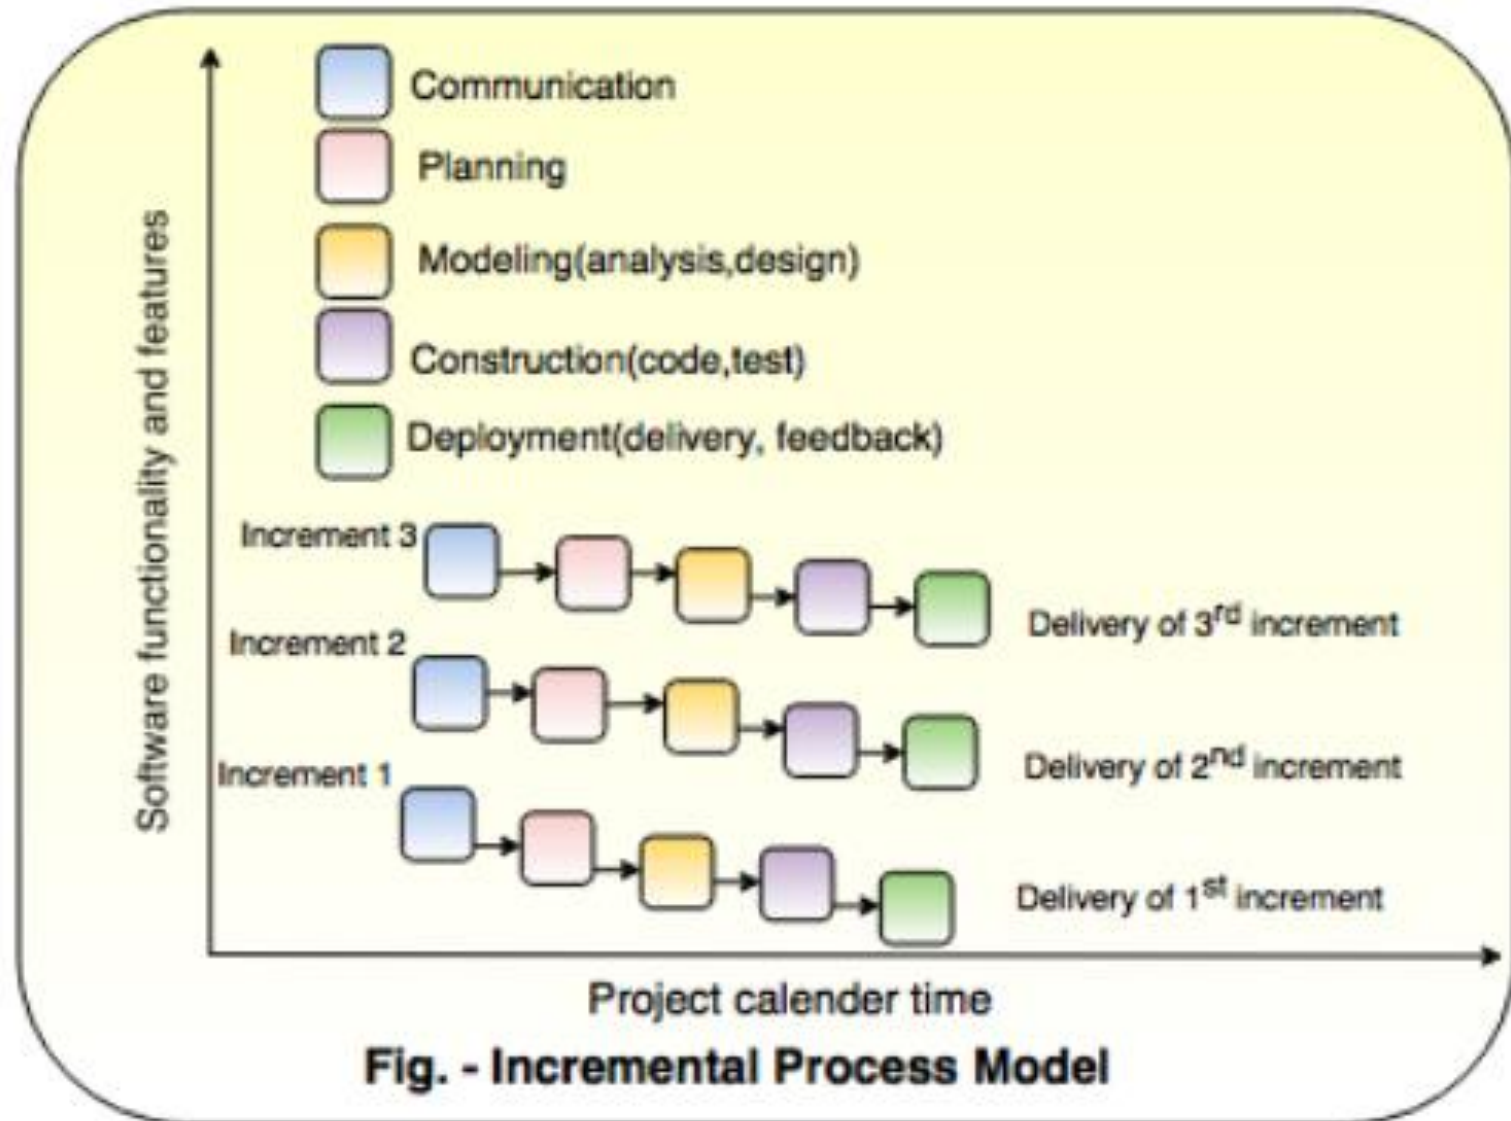 Communication
Planning
Modeling(analysis,design)
Construction(code,test)
Deployment(delivery, feedback)
Software functionality and features
Increment 3
Delivery of 3rd increment
Increment 2
Delivery of 2nd increment
Increment 1
Delivery of 1st increment
Project calender time
Fig. - Incremental Process Model